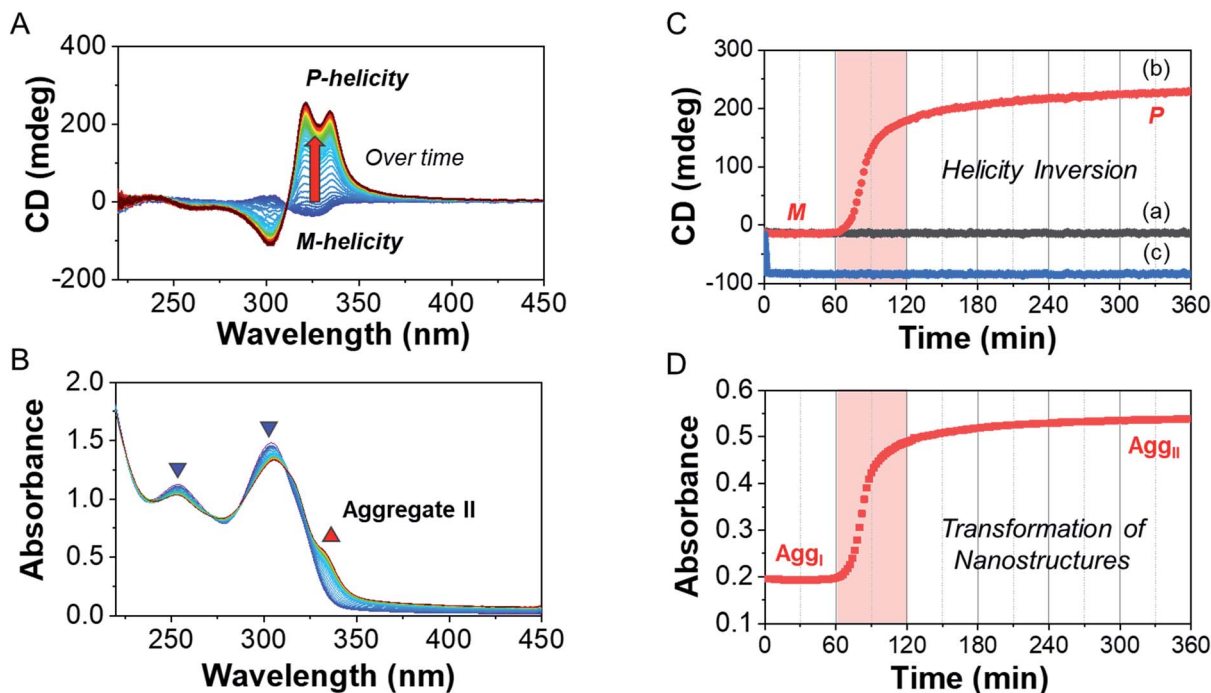 A
CD (mdeg)
400
200
0
-200
P-helicity
Over time
M-helicity
250 300 350 400 450
Wavelength (nm)
B
Absorbance
2.0
1.5
1.0
0.5
0.0
Aggregate II
250 300 350 400 450
Wavelength (nm)
C
CD (mdeg)
300
200
100
0
-100
(b)
P
Helicity Inversion
M
(a)
(c)
0 60 120 180 240 300 360
Time (min)
D
Absorbance
0.6
0.5
0.4
0.3
0.2
0.1
AggII
Transformation of
Nanostructures
AggI
0 60 120 180 240 300 360
Time (min)